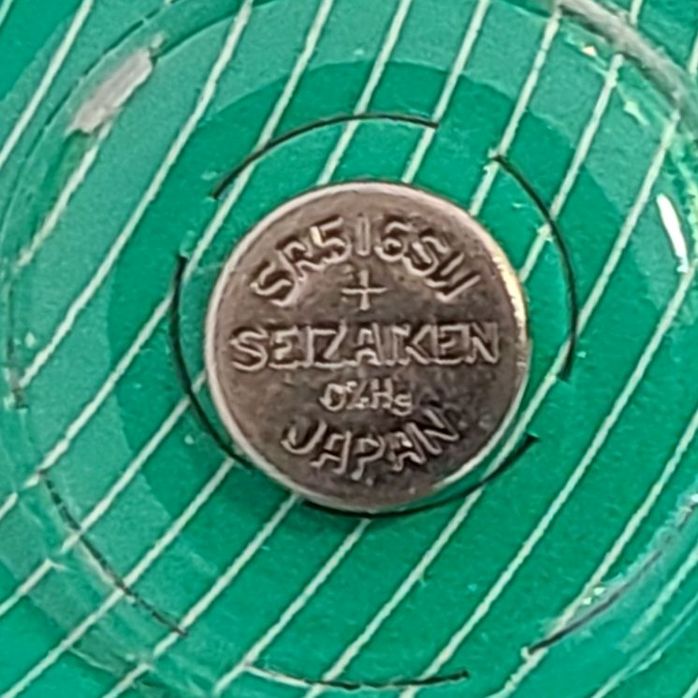 SR516SW
+
SEIZAIKEN
0%Hg
JAPAN